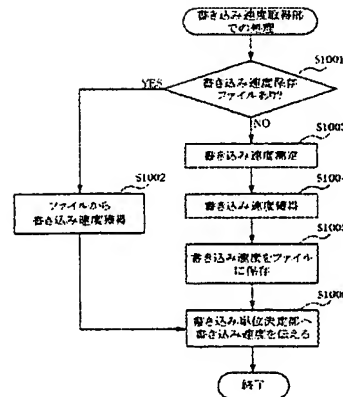 書き込み速度取得部
での処理
S1001
書き込み速度保存
ファイルあり?
YES
NO
S1002
ファイルから
書き込み速度獲得
S1003
書き込み速度測定
S1004
書き込み速度獲得
S1005
書き込み速度をファイル
に保存
S1006
書き込み単位決定部へ
書き込み速度を伝える
終了